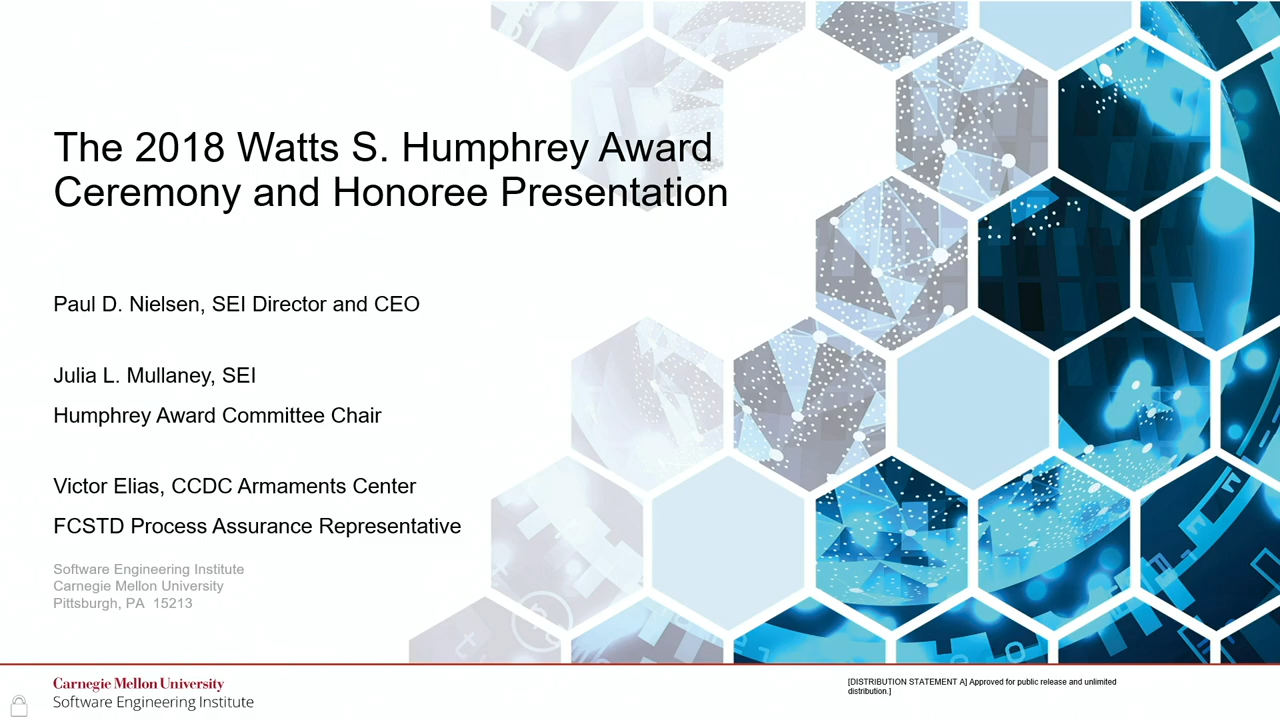 The 2018 Watts S. Humphrey Award
Ceremony and Honoree Presentation
Paul D. Nielsen, SEI Director and CEO
Julia L. Mullaney, SEI
Humphrey Award Committee Chair
Victor Elias, CCDC Armaments Center
FCSTD Process Assurance Representative
Software Engineering Institute
Carnegie Mellon University
Pittsburgh, PA 15213
Carnegie Mellon University
Software Engineering Institute
[DISTRIBUTION STATEMENT A] Approved for public release and unlimited
distribution.]